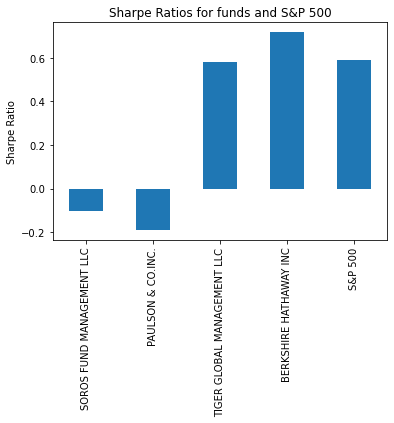 Sharpe Ratios for funds and S&P 500
0.6
0.4
0.2
0.0
−0.2
Sharpe Ratio
SOROS FUND MANAGEMENT LLC
PAULSON & CO.INC.
TIGER GLOBAL MANAGEMENT LLC
BERKSHIRE HATHAWAY INC
S&P 500